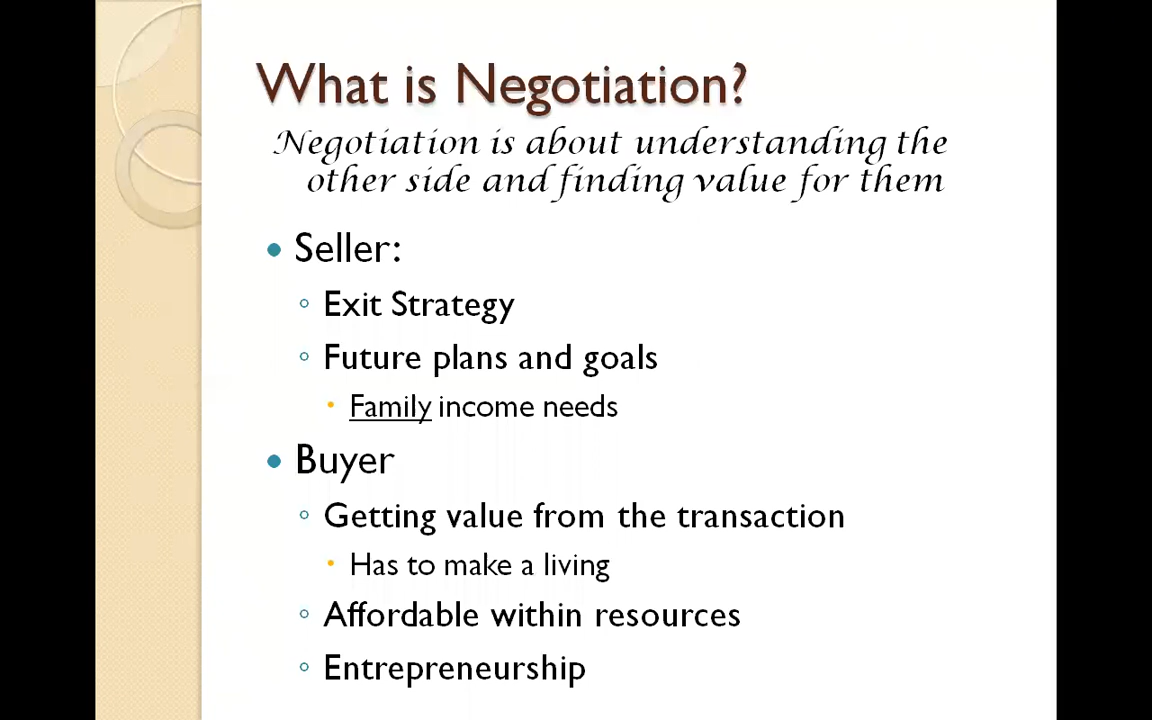 What is Negotiation?
Negotiation is about understanding the
other side and finding value for them
Seller:
Exit Strategy
Future plans and goals
Family income needs
Buyer
Getting value from the transaction
Has to make a living
Affordable within resources
Entrepreneurship